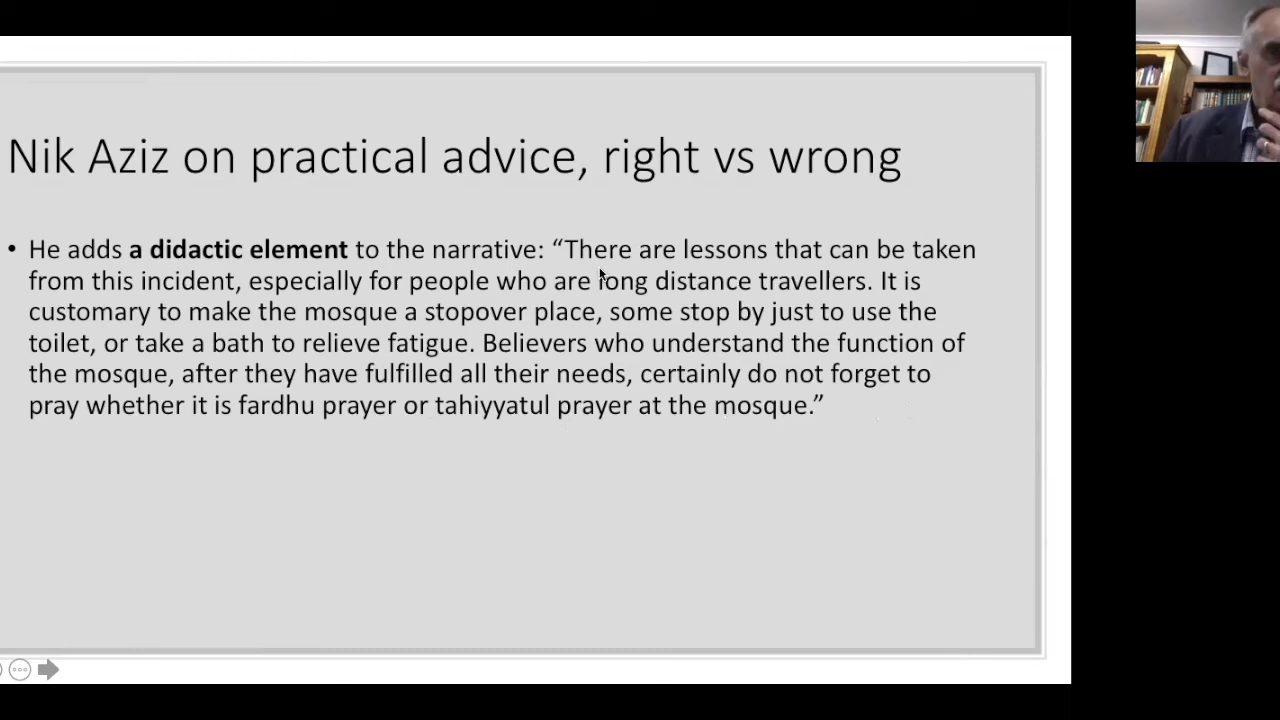 Nik Aziz on practical advice, right vs wrong
• He adds a didactic element to the narrative: “There are lessons that can be taken
from this incident, especially for people who are long distance travellers. It is
customary to make the mosque a stopover place, some stop by just to use the
toilet, or take a bath to relieve fatigue. Believers who understand the function of
the mosque, after they have fulfilled all their needs, certainly do not forget to
pray whether it is fardhu prayer or tahiyyatul prayer at the mosque.”